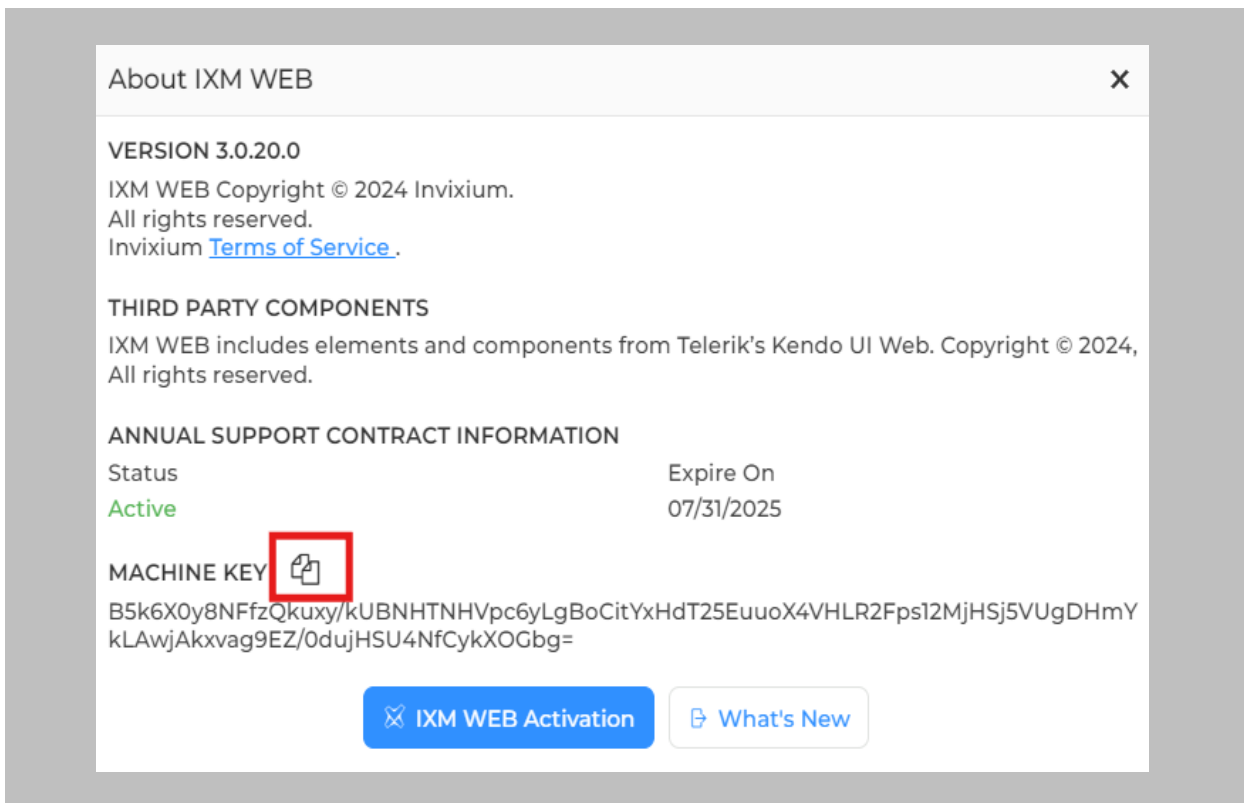 About IXM WEB
VERSION 3.0.20.0
IXM WEB Copyright © 2024 Invixium.
All rights reserved.
Invixium Terms of Service .
THIRD PARTY COMPONENTS
IXM WEB includes elements and components from Telerik’s Kendo UI Web. Copyright © 2024,
All rights reserved.
ANNUAL SUPPORT CONTRACT INFORMATION
Status Expire On
Active 07/31/2025
MACHINE KEY
B5k6X0y8NFfzQkuxy/kUBNHTNHVpc6yLgBoCitYxHdT25EuuoX4VHLR2Fps12MjHSj5VUgDHmY
kLAwjAkxvag9EZ/0dujHSU4NfCykXOGbg=
IXM WEB Activation What's New